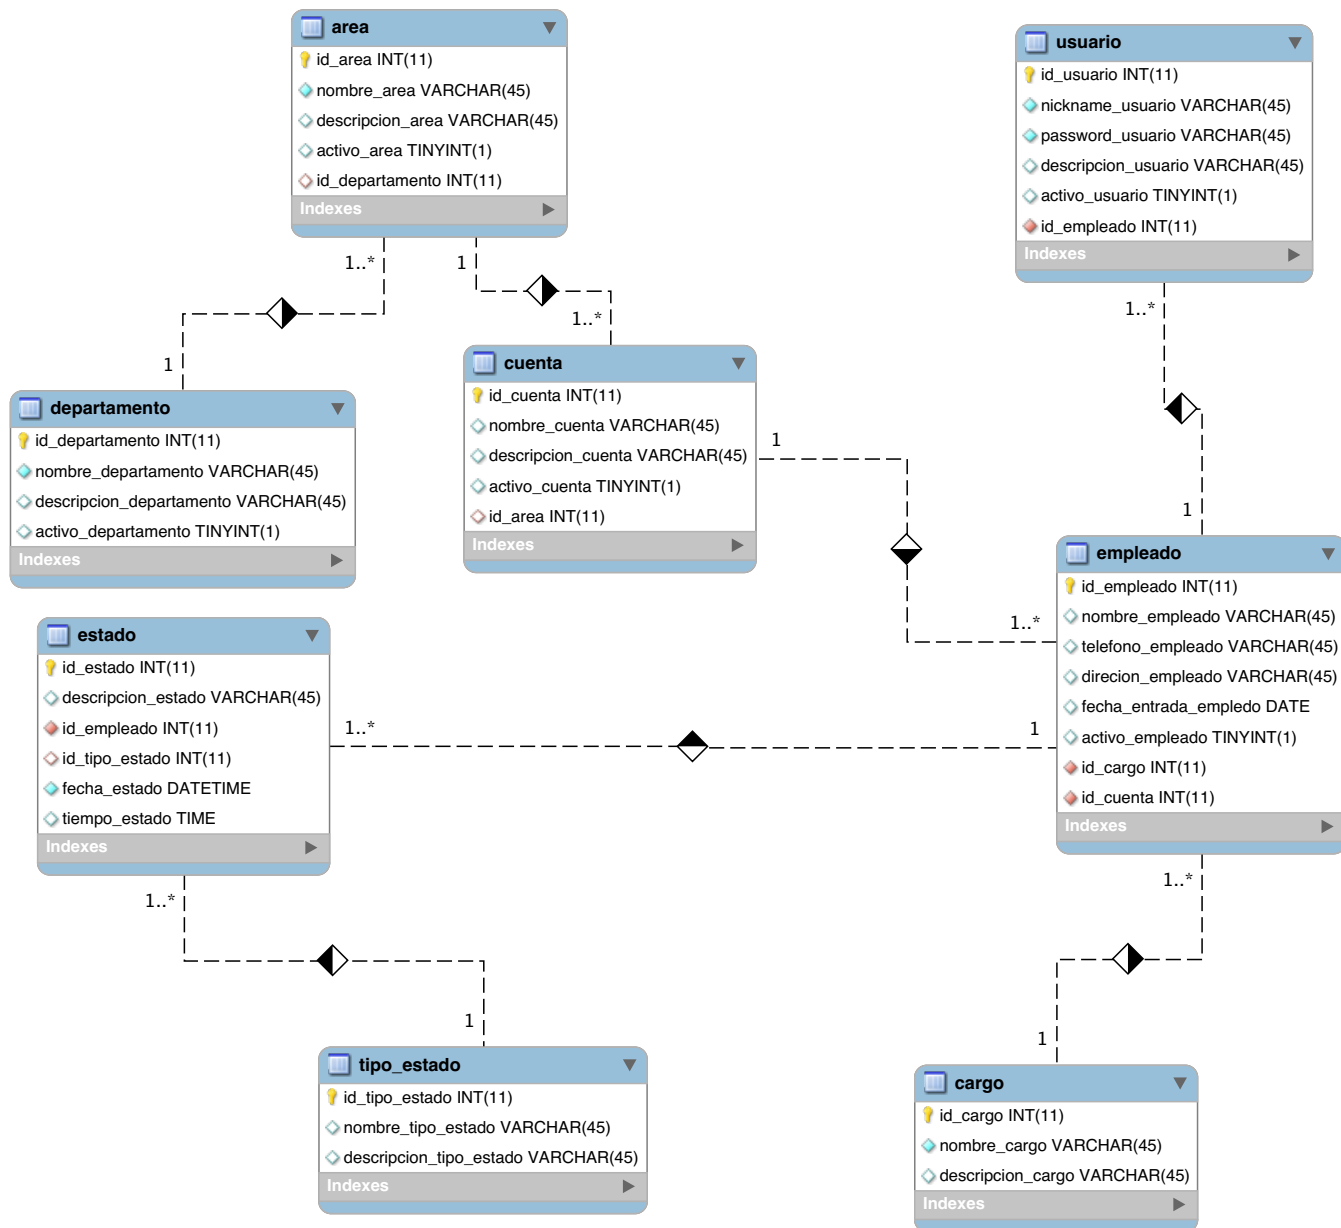 area
id_area INT(11)
nombre_area VARCHAR(45)
descripcion_area VARCHAR(45)
activo_area TINYINT(1)
id_departamento INT(11)
Indexes
usuario
id_usuario INT(11)
nickname_usuario VARCHAR(45)
password_usuario VARCHAR(45)
descripcion_usuario VARCHAR(45)
activo_usuario TINYINT(1)
id_empleado INT(11)
Indexes
1..*
1
1..*
1
1..*
1
departamento
id_departamento INT(11)
nombre_departamento VARCHAR(45)
descripcion_departamento VARCHAR(45)
activo_departamento TINYINT(1)
Indexes
cuenta
id_cuenta INT(11)
nombre_cuenta VARCHAR(45)
descripcion_cuenta VARCHAR(45)
activo_cuenta TINYINT(1)
id_area INT(11)
Indexes
1
1..*
empleado
id_empleado INT(11)
nombre_empleado VARCHAR(45)
telefono_empleado VARCHAR(45)
direcion_empleado VARCHAR(45)
fecha_entrada_empledo DATE
activo_empleado TINYINT(1)
id_cargo INT(11)
id_cuenta INT(11)
Indexes
estado
id_estado INT(11)
descripcion_estado VARCHAR(45)
id_empleado INT(11)
id_tipo_estado INT(11)
fecha_estado DATETIME
tiempo_estado TIME
Indexes
1..*
1
1..*
1
1..*
1
tipo_estado
id_tipo_estado INT(11)
nombre_tipo_estado VARCHAR(45)
descripcion_tipo_estado VARCHAR(45)
Indexes
cargo
id_cargo INT(11)
nombre_cargo VARCHAR(45)
descripcion_cargo VARCHAR(45)
Indexes